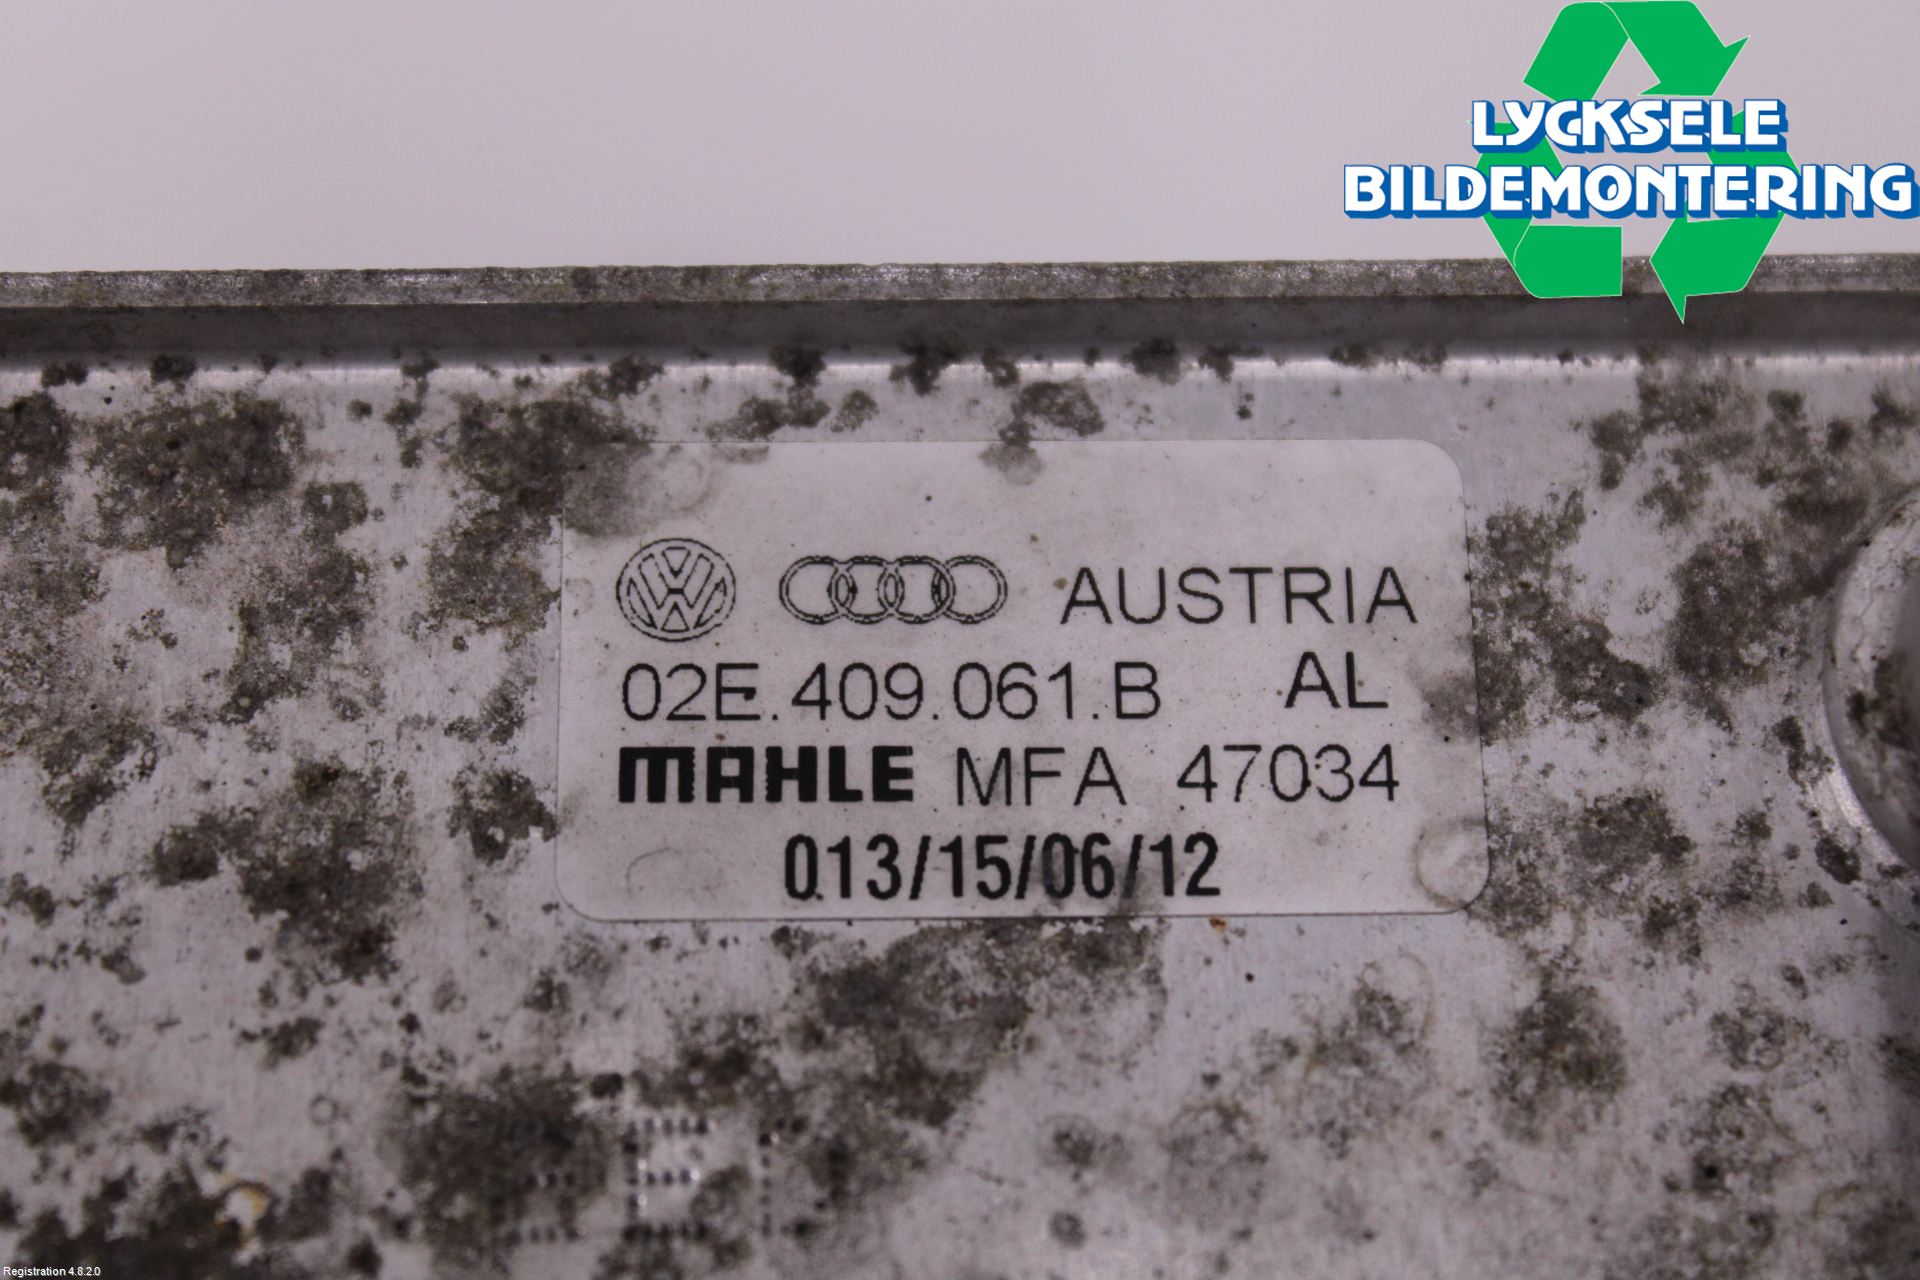 LYCKSELE
BILDEMONTERING
AUSTRIA
02E.409.061.B AL
MAHLE MFA 47034
013/15/06/12
Registration 4.8.2.0